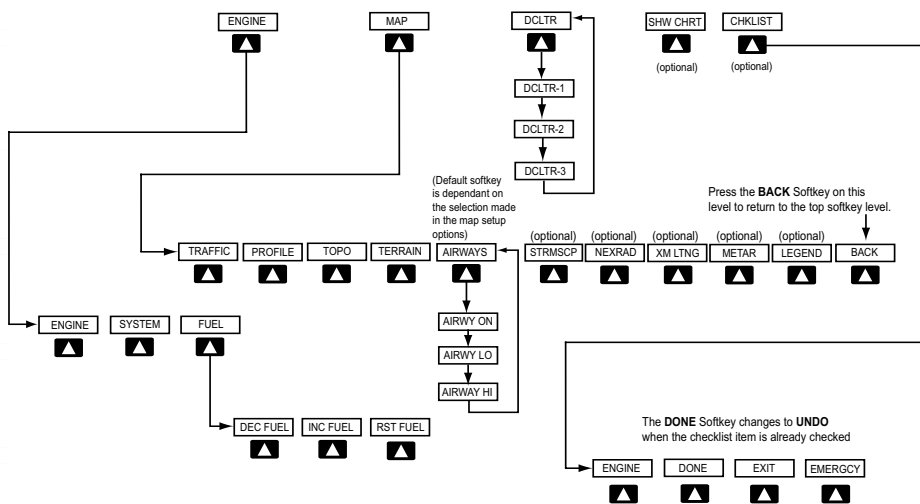 ENGINE
MAP
DCLTR
SHW CHRT
CHKLIST
(optional)
(optional)
DCLTR-1
DCLTR-2
DCLTR-3
(Default softkey
is dependant on
the selection made
in the map setup
options)
Press the BACK Softkey on this
level to return to the top softkey level.
TRAFFIC
PROFILE
TOPO
TERRAIN
AIRWAYS
(optional)
STRMSCP
(optional)
NEXRAD
(optional)
XM LTNG
(optional)
METAR
(optional)
LEGEND
BACK
AIRWY ON
AIRWY LO
AIRWAY HI
ENGINE
SYSTEM
FUEL
DEC FUEL
INC FUEL
RST FUEL
The DONE Softkey changes to UNDO
when the checklist item is already checked
ENGINE
DONE
EXIT
EMERGCY